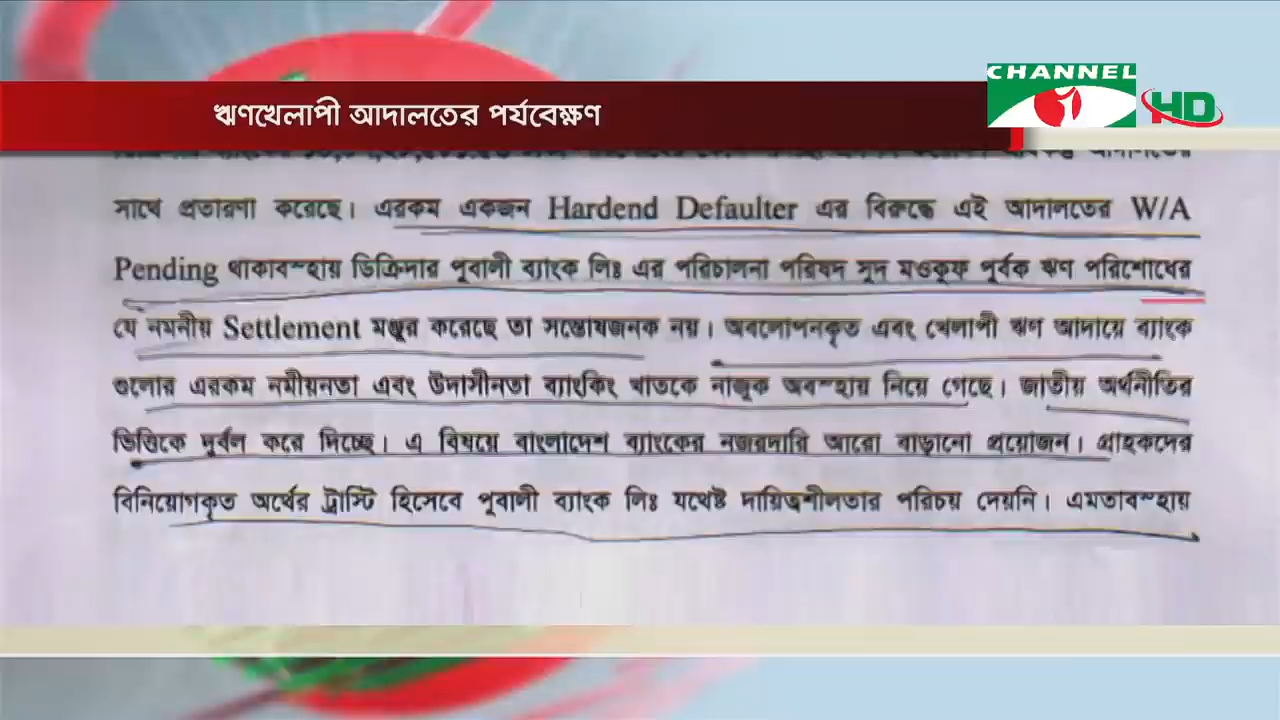 ঋণখেলাপী আদালতের পর্যবেক্ষণ
CHANNEL
i HD
সাথে প্রতারণা করেছে। এরকম একজন Hardend Defaulter এর বিরুদ্ধে এই আদালতের W/A
Pending থাকাবস্হায় ডিক্রিদার পূবালী ব্যাংক লিঃ এর পরিচালনা পরিষদ সুদ মওকুফ পূর্বক ঋণ পরিশোধের
যে নমনীয় Settlement মঞ্জুর করেছে তা সন্তোষজনক নয়। অবলোপনকৃত এবং খেলাপী ঋণ আদায়ে ব্যাংক
গুলোর এরকম নমীয়নতা এবং উদাসীনতা ব্যাংকিং খাতকে নাজুক অবস্হায় নিয়ে গেছে। জাতীয় অর্থনীতির
ভিত্তিকে দুর্বল করে দিচ্ছে। এ বিষয়ে বাংলাদেশ ব্যাংকের নজরদারি আরো বাড়ানো প্রয়োজন। গ্রাহকদের
বিনিয়োগকৃত অর্থের ট্রাস্টি হিসেবে পূবালী ব্যাংক লিঃ যথেষ্ট দায়িত্বশীলতার পরিচয় দেয়নি। এমতাবস্হায়